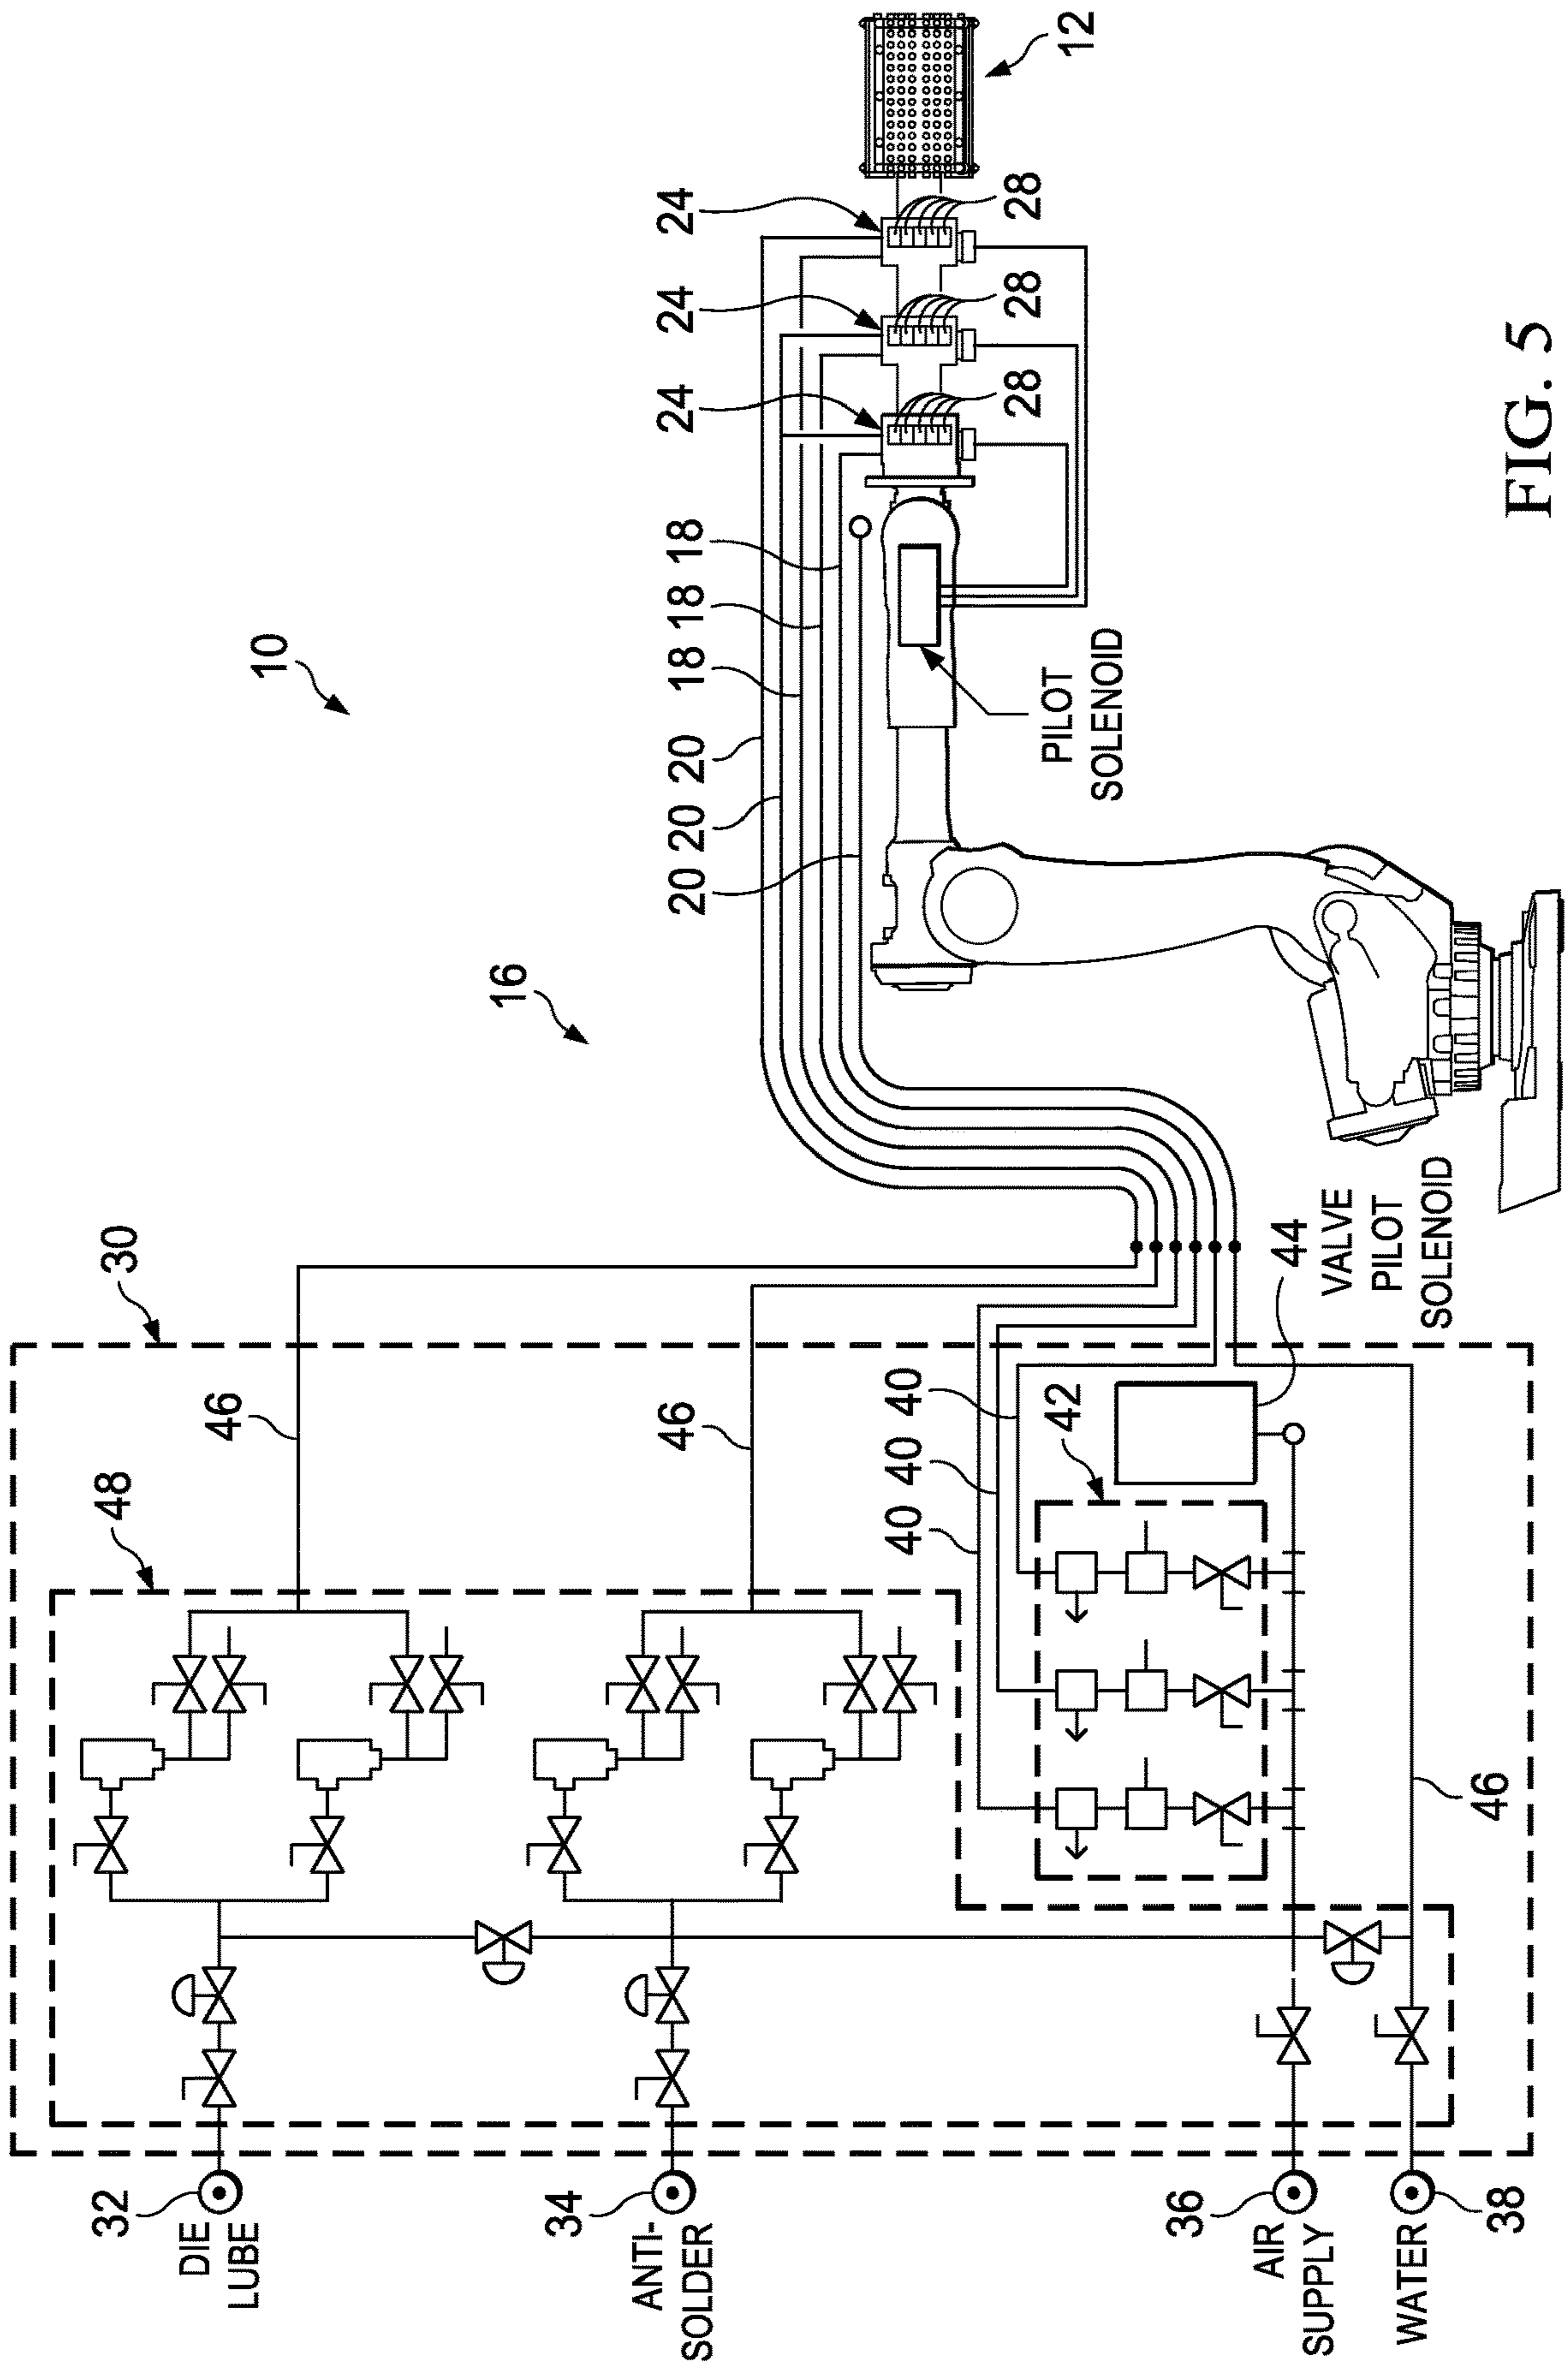 10
16
30
48
46
46
40
40
40
42
44
VALVE
PILOT
SOLENOID
46
32
DIE
LUBE
34
ANTI-
SOLDER
36
AIR
SUPPLY
38
WATER
20
20
20
18
18
18
24
24
24
28
28
28
12
PILOT
SOLENOID
FIG. 5